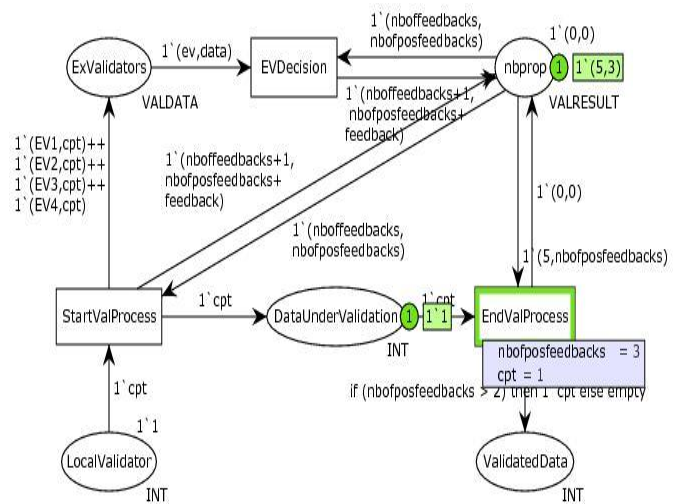 1`(nboffeedbacks,
nbofposfeedbacks)
1`(0,0)
1`(ev,data)
ExValidators
EVDecision
nbprop
1
1`(5,3)
VALDATA
1`(nboffeedbacks+1,
nbofposfeedbacks+
feedback)
VALRESULT
1`(EV1,cpt)++
1`(EV2,cpt)++
1`(EV3,cpt)++
1`(EV4,cpt)
1`(nboffeedbacks+1,
nbofposfeedbacks+
feedback)
1`(0,0)
1`(nboffeedbacks,
nbofposfeedbacks)
1`(5,nbofposfeedbacks)
1`cpt
1`cpt
StartValProcess
DataUnderValidation
1
1`1
EndValProcess
INT
nbofposfeedbacks = 3
cpt = 1
1`cpt
if (nbofposfeedbacks > 2) then 1`cpt else empty
1`1
LocalValidator
ValidatedData
INT
INT